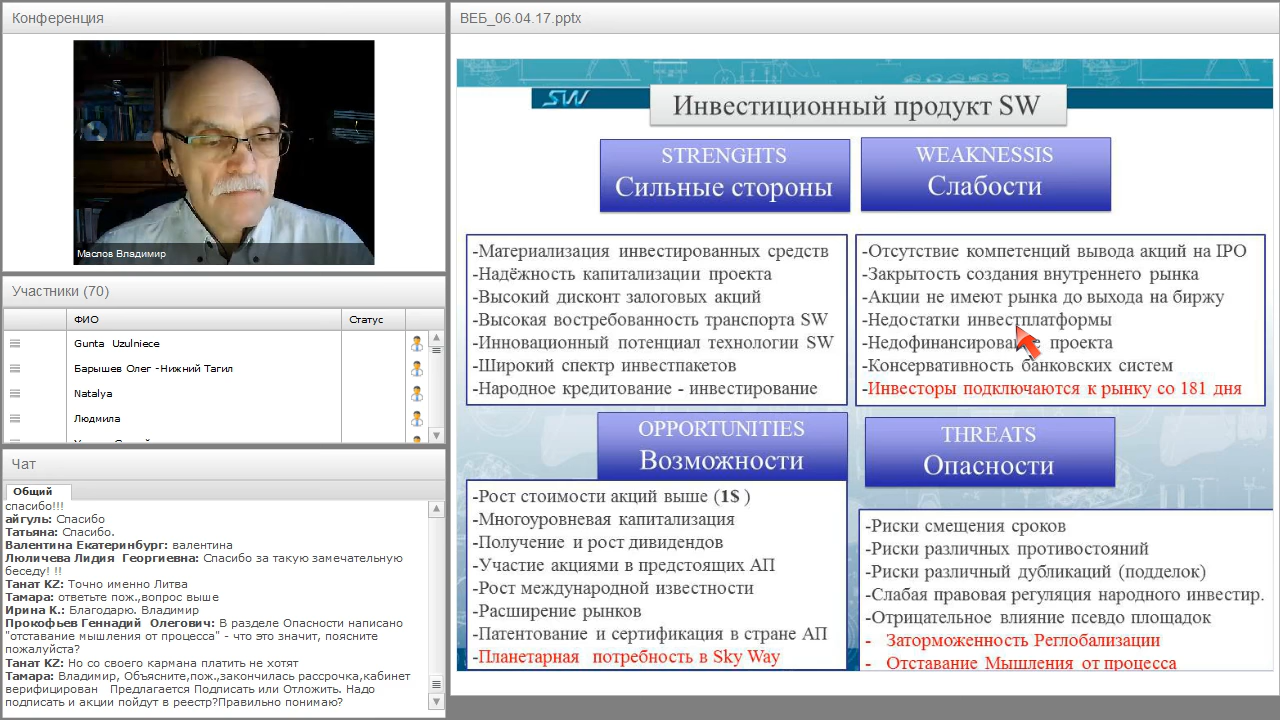 Конференция
Маслов Владимир
Участники (70)
ФИО
Статус
Gunta Uzulniece
Барышев Олег -Нижний Тагил
Natalya
Людмила
Чат
Общий
спасибо!!!
айгуль: Спасибо
Татьяна: Спасибо.
Валентина Екатеринбург: валентина
Люличева Лидия Георгиевна: Спасибо за такую замечательную
беседу! !!
Танат KZ: Точно именно Литва
Тамара: ответьте пож.,вопрос выше
Ирина К.: Благодарю. Владимир
Прокофьев Геннадий Олегович: В разделе Опасности написано
"отставание мышления от процесса" - что это значит, поясните
пожалуйста?
Танат KZ: Но со своего кармана платить не хотят
Тамара: Владимир, Обьясните,пож.,закончилась рассрочка,кабинет
верифицирован Предлагается Подписать или Отложить. Надо
подписать и акции пойдут в реестр?Правильно понимаю?
ВЕБ_06.04.17.pptx
SW
Инвестиционный продукт SW
STRENGHTS
Сильные стороны
-Материализация инвестированных средств
-Надёжность капитализации проекта
-Высокий дисконт залоговых акций
-Высокая востребованность транспорта SW
-Инновационный потенциал технологии SW
-Широкий спектр инвестпакетов
-Народное кредитование - инвестирование
WEAKNESSIS
Слабости
-Отсутствие компетенций вывода акций на IPO
-Закрытость создания внутреннего рынка
-Акции не имеют рынка до выхода на биржу
-Недостатки инвестплатформы
-Недофинансирование проекта
-Консервативность банковских систем
-Инвесторы подключаются к рынку со 181 дня
OPPORTUNITIES
Возможности
-Рост стоимости акций выше (1$ )
-Многоуровневая капитализация
-Получение и рост дивидендов
-Участие акциями в предстоящих АП
-Рост международной известности
-Расширение рынков
-Патентование и сертификация в стране АП
-Планетарная потребность в Sky Way
THREATS
Опасности
-Риски смещения сроков
-Риски различных противостояний
-Риски различный дубликаций (подделок)
-Слабая правовая регуляция народного инвестир.
-Отрицательное влияние псевдо площадок
- Заторможенность Реглобализации
- Отставание Мышления от процесса